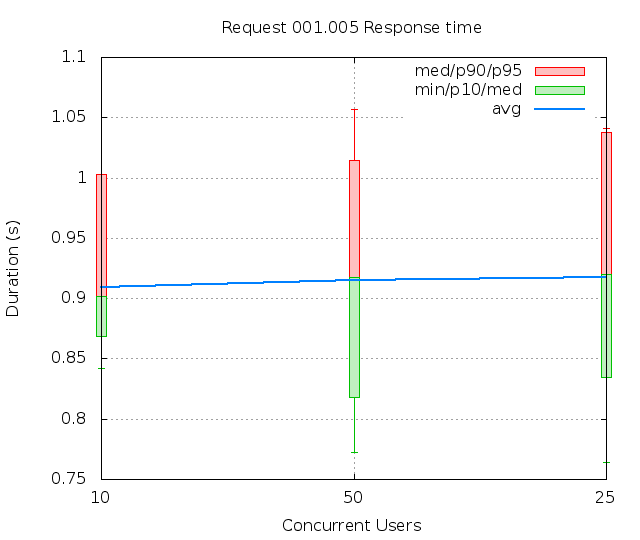 Request 001.005 Response time
med/p90/p95
min/p10/med
avg
1.1
1.05
1
0.95
0.9
0.85
0.8
0.75
Duration (s)
10 50 25
Concurrent Users